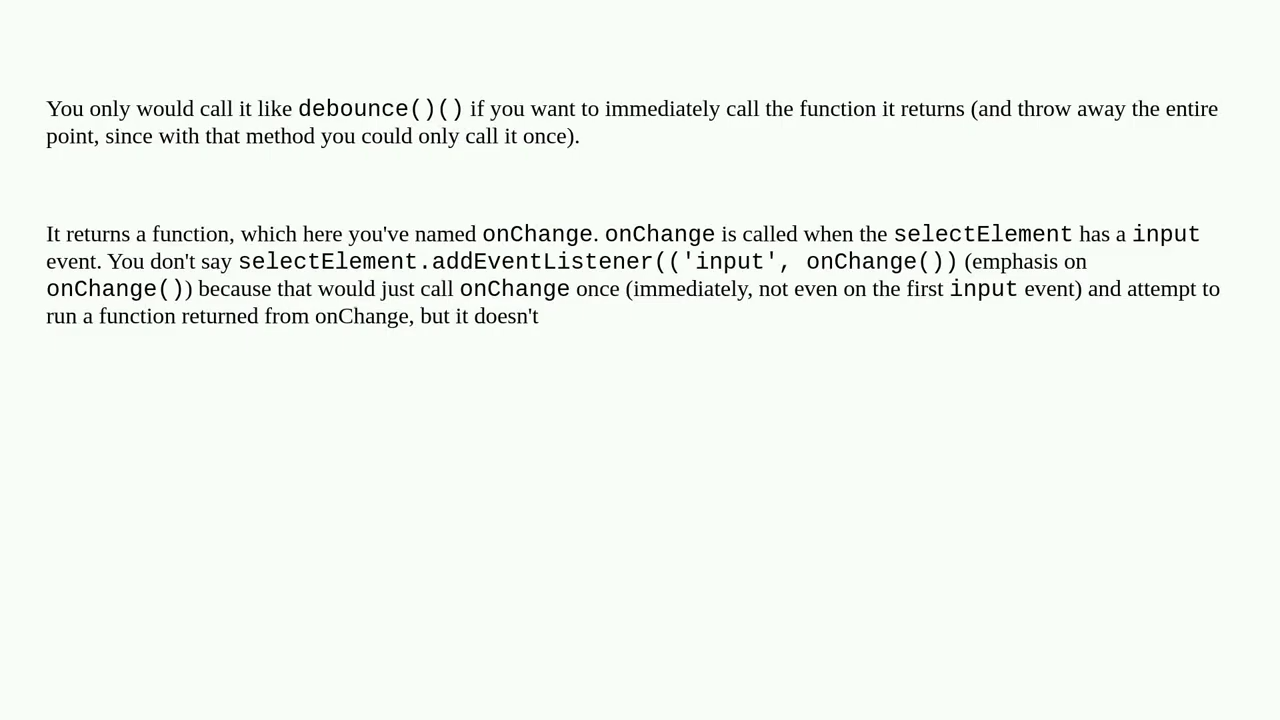 You only would call it like debounce()() if you want to immediately call the function it returns (and throw away the entire
point, since with that method you could only call it once).
It returns a function, which here you've named onChange. onChange is called when the selectElement has a input
event. You don't say selectElement.addEventListener(('input', onChange()) (emphasis on
onChange()) because that would just call onChange once (immediately, not even on the first input event) and attempt to
run a function returned from onChange, but it doesn't